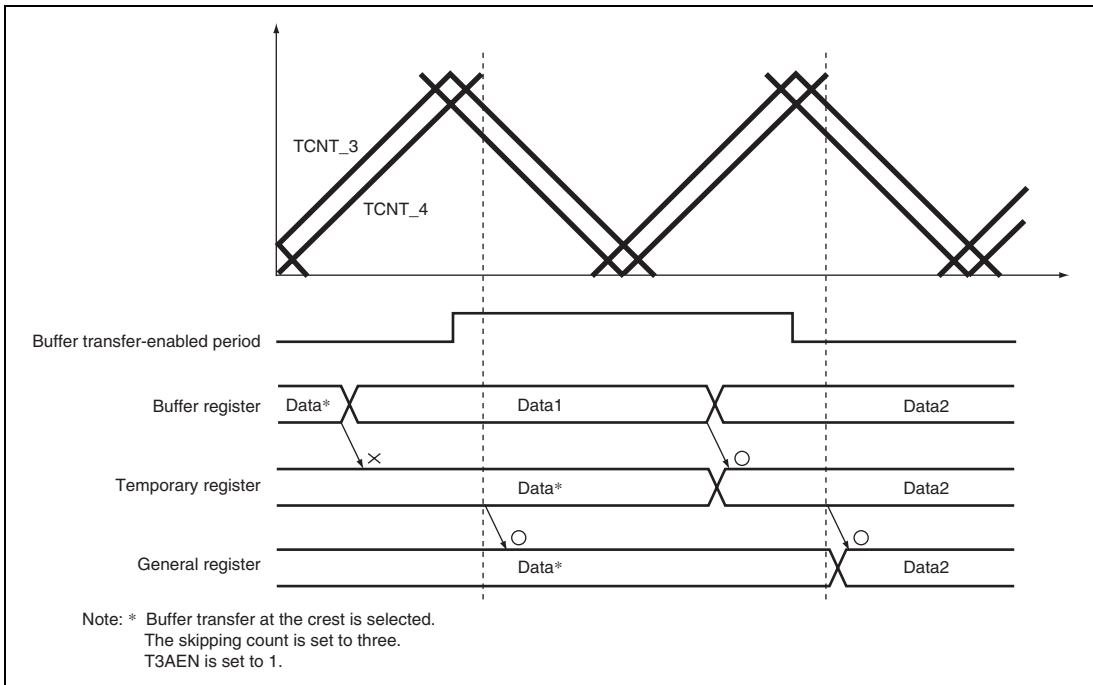 TCNT_3
TCNT_4
Buffer transfer-enabled period
Buffer register
Data*
Data1
Data2
Temporary register
Data*
Data2
General register
Data*
Data2
Note: * Buffer transfer at the crest is selected.
The skipping count is set to three.
T3AEN is set to 1.